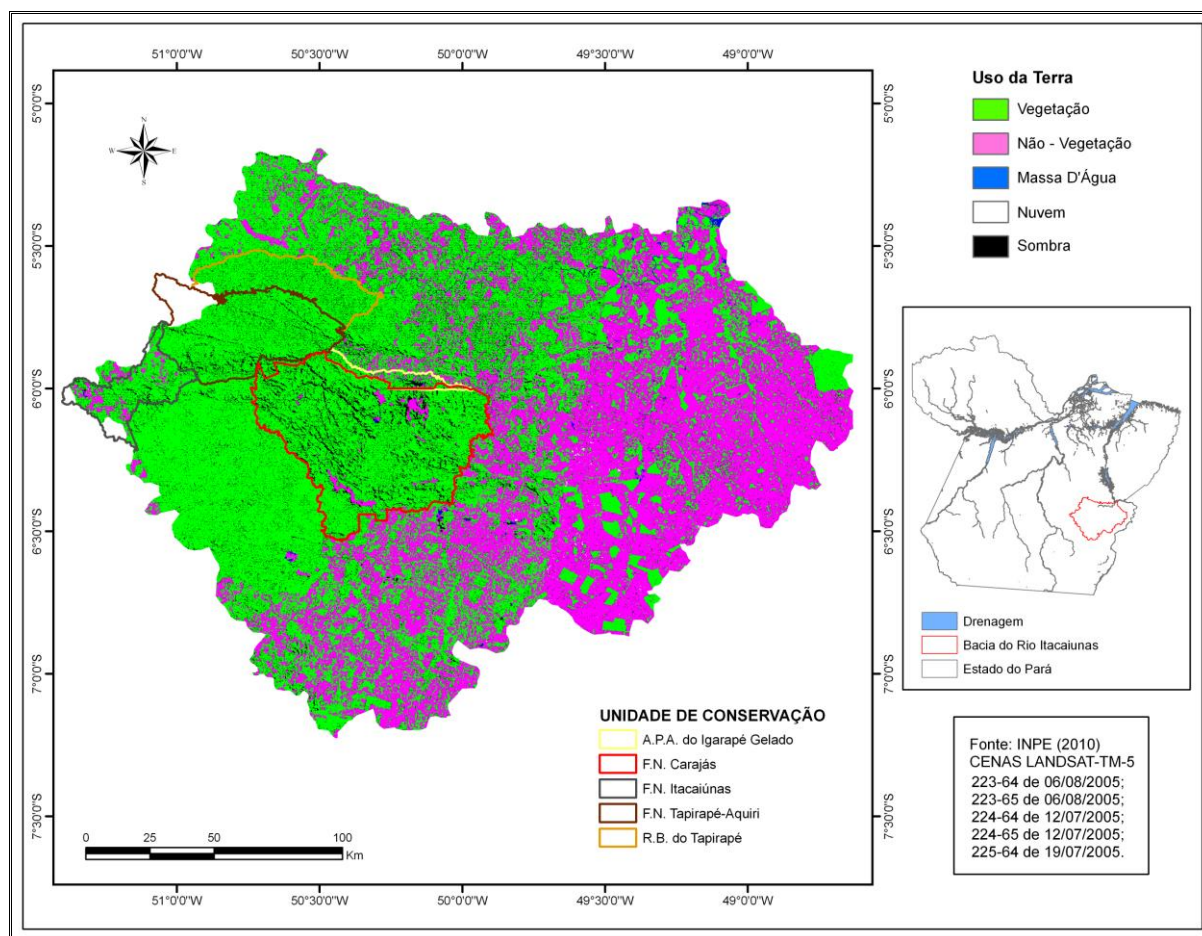 51°0'0"W
50°30'0"W
50°0'0"W
49°30'0"W
49°0'0"W
5°0'0"S
5°30'0"S
6°0'0"S
6°30'0"S
7°0'0"S
7°30'0"S
5°0'0"S
5°30'0"S
6°0'0"S
6°30'0"S
7°0'0"S
7°30'0"S
N
W
E
S
UNIDADE DE CONSERVAÇÃO
A.P.A. do Igarapé Gelado
F.N. Carajás
F.N. Itacaiúnas
F.N. Tapirapé-Aquiri
R.B. do Tapirapé
0
25
50
100
Km
51°0'0"W
50°30'0"W
50°0'0"W
49°30'0"W
49°0'0"W
Uso da Terra
Vegetação
Não - Vegetação
Massa D'Água
Nuvem
Sombra
Drenagem
Bacia do Rio Itacaiunas
Estado do Pará
Fonte: INPE (2010)
CENAS LANDSAT-TM-5
223-64 de 06/08/2005;
223-65 de 06/08/2005;
224-64 de 12/07/2005;
224-65 de 12/07/2005;
225-64 de 19/07/2005.